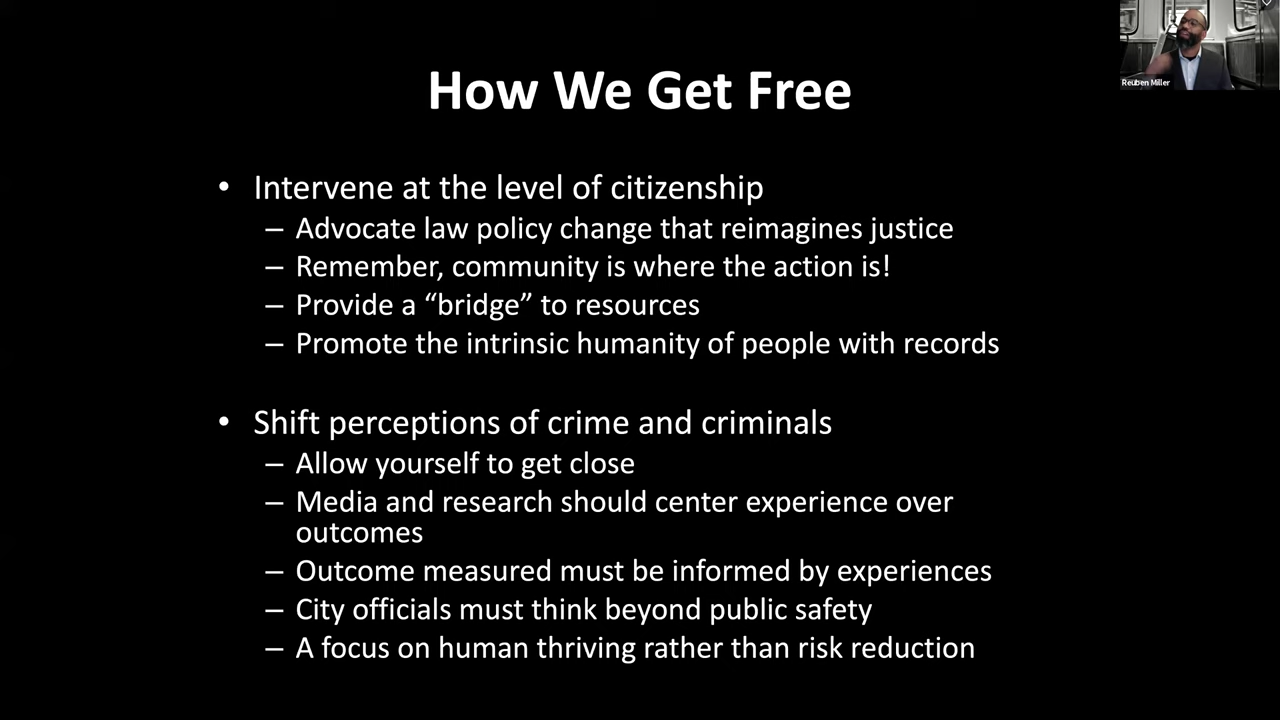 How We Get Free
Reuben Miller
• Intervene at the level of citizenship
– Advocate law policy change that reimagines justice
– Remember, community is where the action is!
– Provide a “bridge” to resources
– Promote the intrinsic humanity of people with records
• Shift perceptions of crime and criminals
– Allow yourself to get close
– Media and research should center experience over
outcomes
– Outcome measured must be informed by experiences
– City officials must think beyond public safety
– A focus on human thriving rather than risk reduction